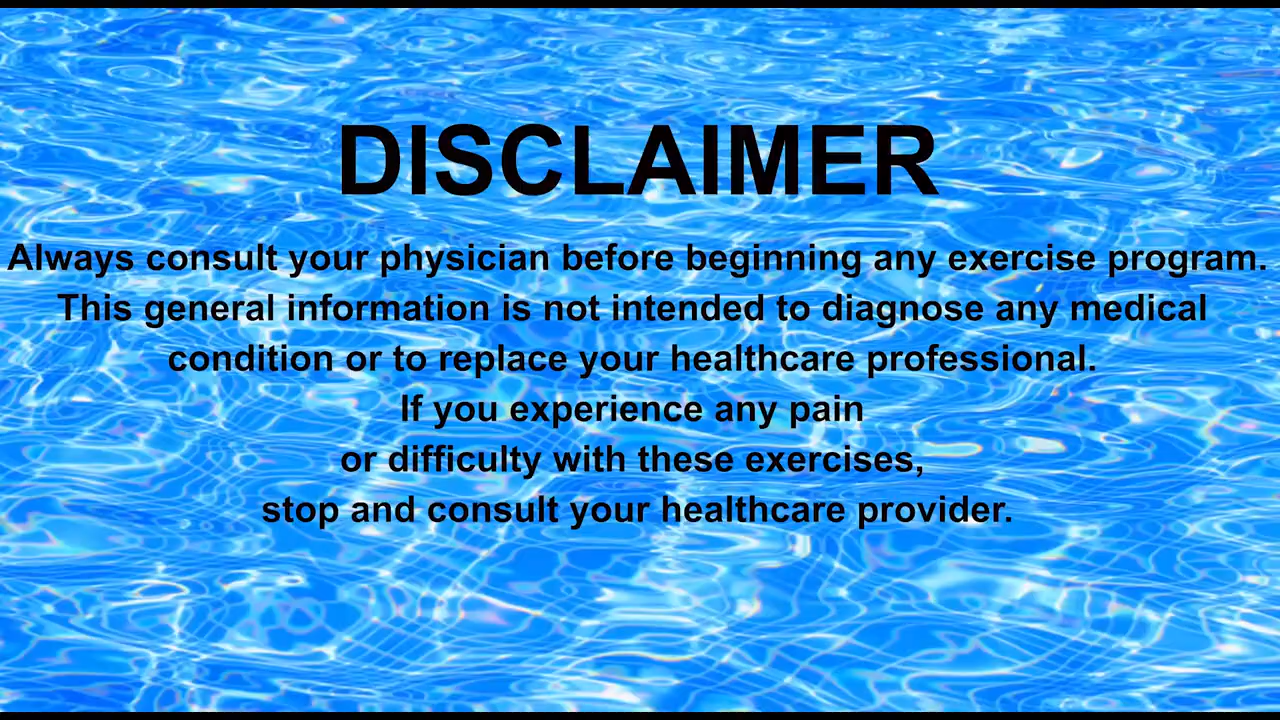 DISCLAIMER
Always consult your physician before beginning any exercise program.
This general information is not intended to diagnose any medical
condition or to replace your healthcare professional.
If you experience any pain
or difficulty with these exercises,
stop and consult your healthcare provider.